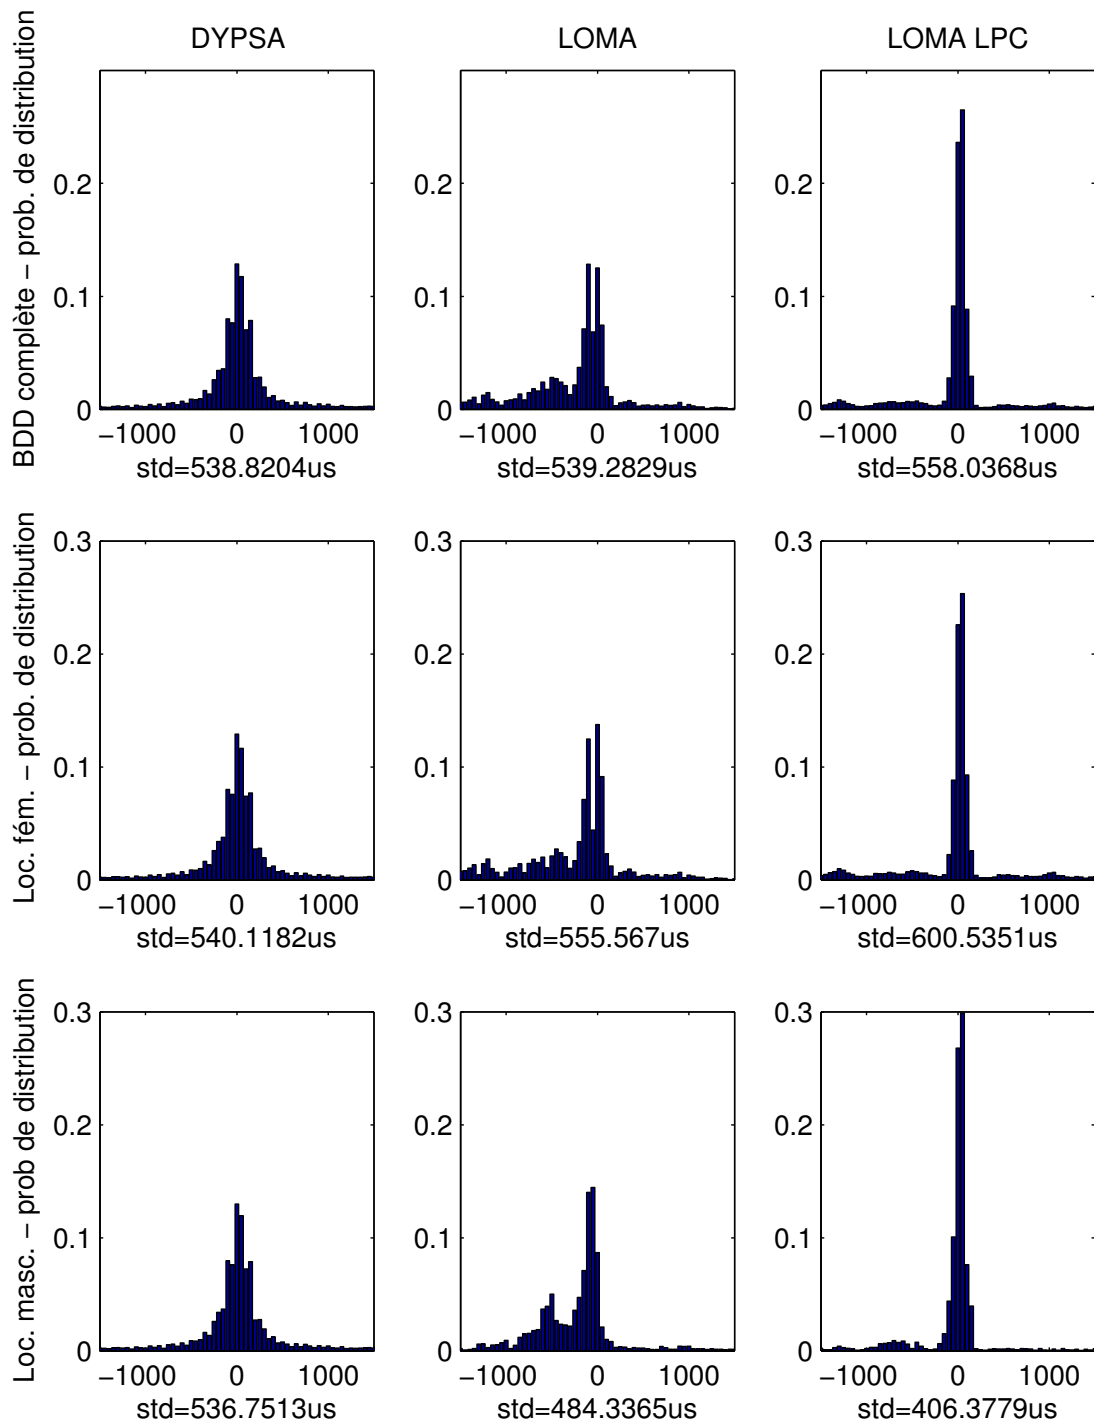 DYPSA LOMA LOMA LPC
BDD complète − prob. de distribution
0.2 0.2 0.2
0.1 0.1 0.1
0 0 0
−1000 0 1000 −1000 0 1000 −1000 0 1000
std=538.8204us std=539.2829us std=558.0368us
Loc. fém. − prob. de distribution
0.3 0.3 0.3
0.2 0.2 0.2
0.1 0.1 0.1
0 0 0
−1000 0 1000 −1000 0 1000 −1000 0 1000
std=540.1182us std=555.567us std=600.5351us
Loc. masc. − prob de distribution
0.3 0.3 0.3
0.2 0.2 0.2
0.1 0.1 0.1
0 0 0
−1000 0 1000 −1000 0 1000 −1000 0 1000
std=536.7513us std=484.3365us std=406.3779us